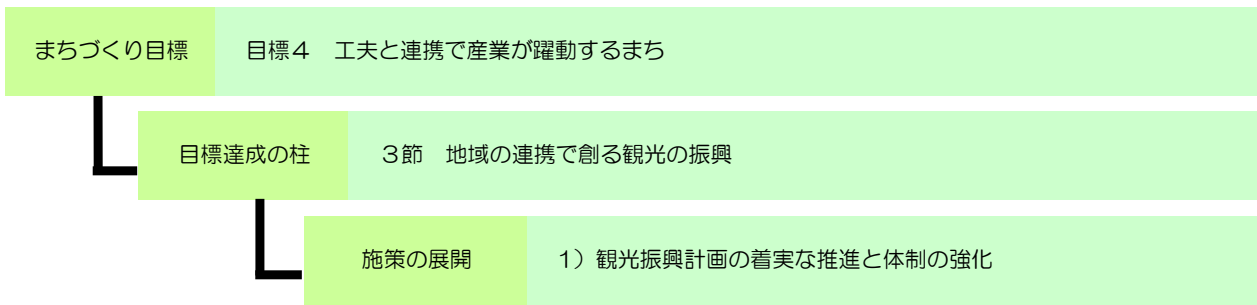 まちづくり目標　目標４　工夫と連携で産業が躍動するまち
目標達成の柱　３節　地域の連携で創る観光の振興
施策の展開　1）観光振興計画の着実な推進と体制の強化